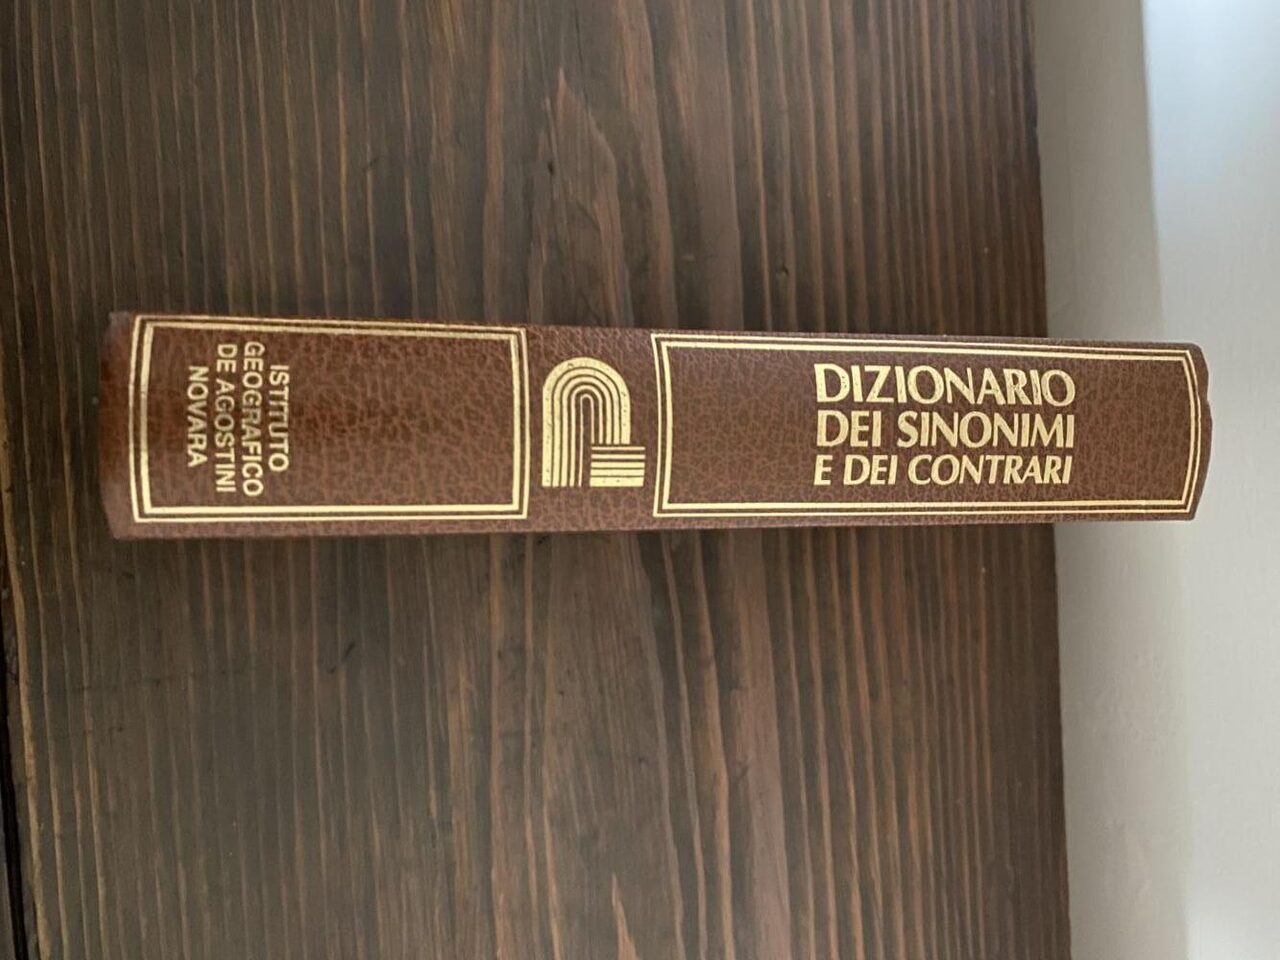 DIZIONARIO
DEI SINONIMI
E DEI CONTRARI
ISTITUTO
GEOGRAFICO
DE AGOSTINI
NOVARA